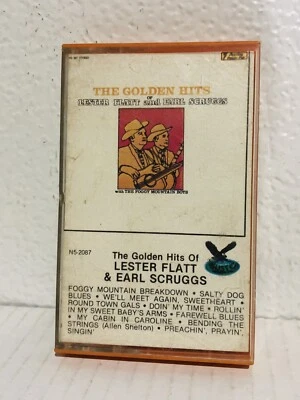 THE GOLDEN HITS
OF
LESTER FLATT and EARL SCRUGGS
with THE FOGGY MOUNTAIN BOYS
N5-2087
The Golden Hits Of
LESTER FLATT
& EARL SCRUGGS
FOGGY MOUNTAIN BREAKDOWN • SALTY DOG
BLUES • WE'LL MEET AGAIN, SWEETHEART •
ROUND TOWN GALS • DOIN' MY TIME • ROLLIN'
IN MY SWEET BABY'S ARMS • FAREWELL BLUES
• MY CABIN IN CAROLINE • BENDING THE
STRINGS (Allen Shelton) • PREACHIN', PRAYIN',
SINGIN'